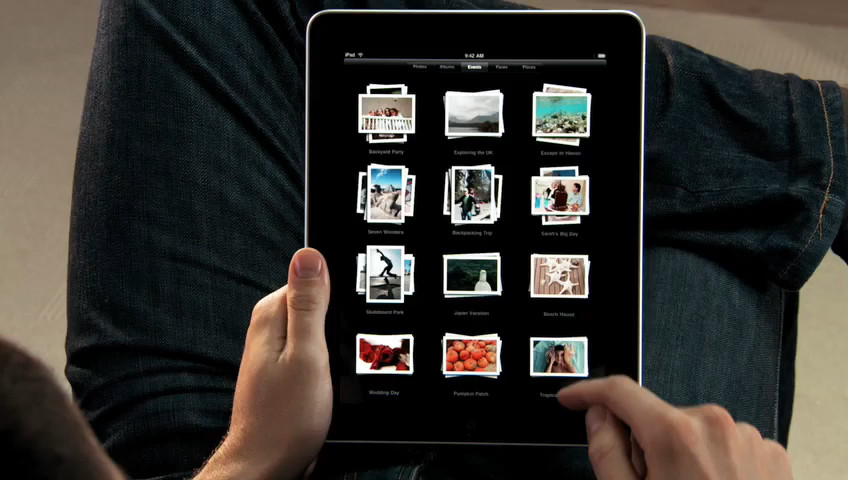 iPad 9:42 AM
Photos Albums Events Faces Places
Backyard Party Exploring the UK Escape to Hawaii
Seven Wonders Backpacking Trip Sarah's Big Day
Skateboard Park Japan Vacation Beach House
Wedding Day Pumpkin Patch